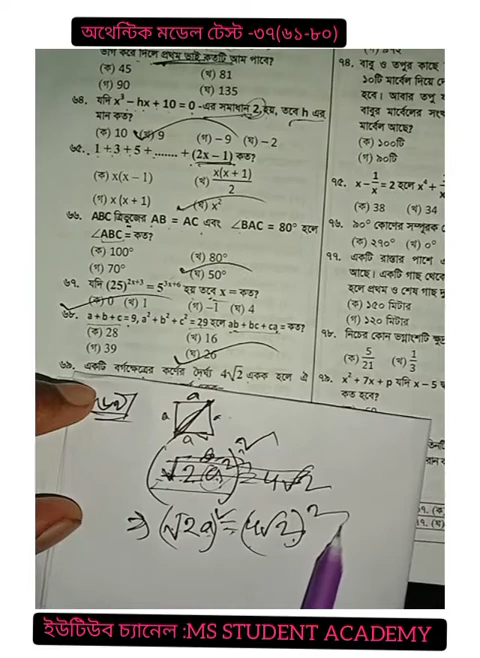 অথেন্টিক মডেল টেস্ট -৩৭(৬১-৮০)
ভাগ করে দিলে প্রথম ভাই কতটি আম পাবে?
(ক) 45 (খ) 81
(গ) 90 (ঘ) 135
৬৪. যদি x³ − hx + 10 = 0 -এর সমাধান 2 হয়, তবে h এর
মান কত?
(ক) 10 (খ) 9 (গ) − 9 (ঘ) − 2
৬৫. 1 + 3 + 5 + ........ + (2x − 1) কত?
(ক) x(x − 1) (খ) x(x + 1)/2
(গ) x (x + 1) (ঘ) x²
৬৬. ABC ত্রিভুজের AB = AC এবং ∠BAC = 80° হলে
∠ABC = কত?
(ক) 100° (খ) 80°
(গ) 70° (ঘ) 50°
৬৭. যদি (25)²ˣ⁺³ = 5³ˣ⁺⁶ হয় তবে x = কত?
(ক) 0 (খ) 1 (গ) −1 (ঘ) 4
৬৮. a + b + c = 9, a² + b² + c² = 29 হলে ab + bc + ca = কত?
(ক) 28 (খ) 16
(গ) 39 (ঘ) 26
৬৯. একটি বর্গক্ষেত্রের কর্ণের দৈর্ঘ্য 4√2 একক হলে ঐ
৭৪. বাবু ও তপুর কাছে
১০টি মার্বেল দিয়ে
হবে। আবার তপু
বাবুর মার্বেলের
মার্বেল আছে?
(ক) ১০০টি
(গ) ৯০টি
৭৫. x − 1/x = 2 হলে x⁴ +
(ক) 38 (খ) 34
৭৬. ৯০° কোণের সম্পূরক
(ক) ২৭০° (খ) ০°
৭৭. একটি রাস্তার পাশে
আছে। একটি গাছ থেকে
হলে প্রথম ও শেষ গাছ
(ক) ১৫০ মিটার
(গ) ১২০ মিটার
৭৮. নিচের কোন ভগ্নাংশটি
(ক) 5/21 (খ) 1/3
৭৯. x² + 7x + p যদি x − 5
কত হবে?
a
a a
a
⇒ (√2a)² = (4√2)²
ইউটিউব চ্যানেল :MS STUDENT ACADEMY